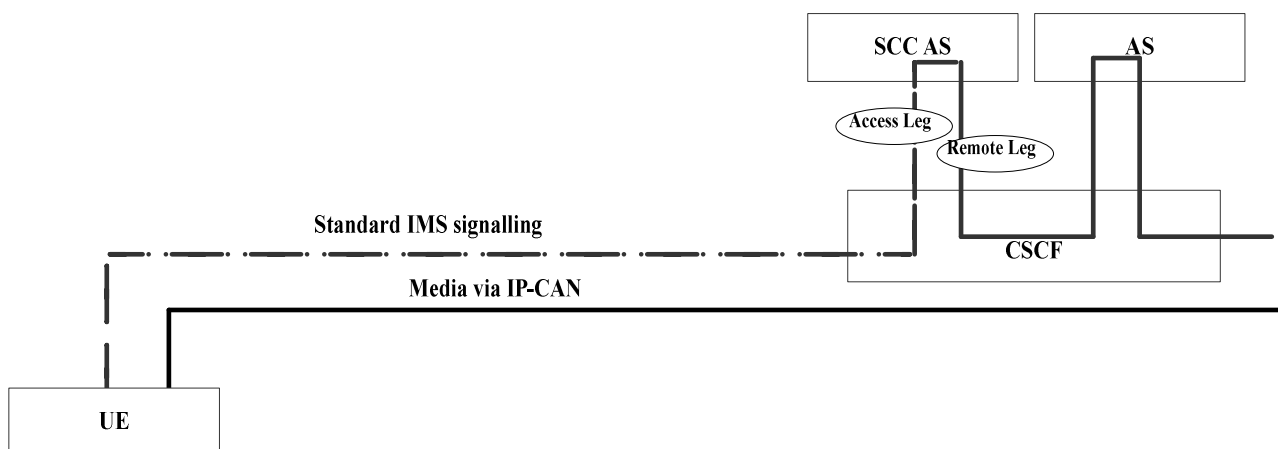 SCC AS
AS
Access Leg
Remote Leg
Standard IMS signalling
CSCF
Media via IP-CAN
UE